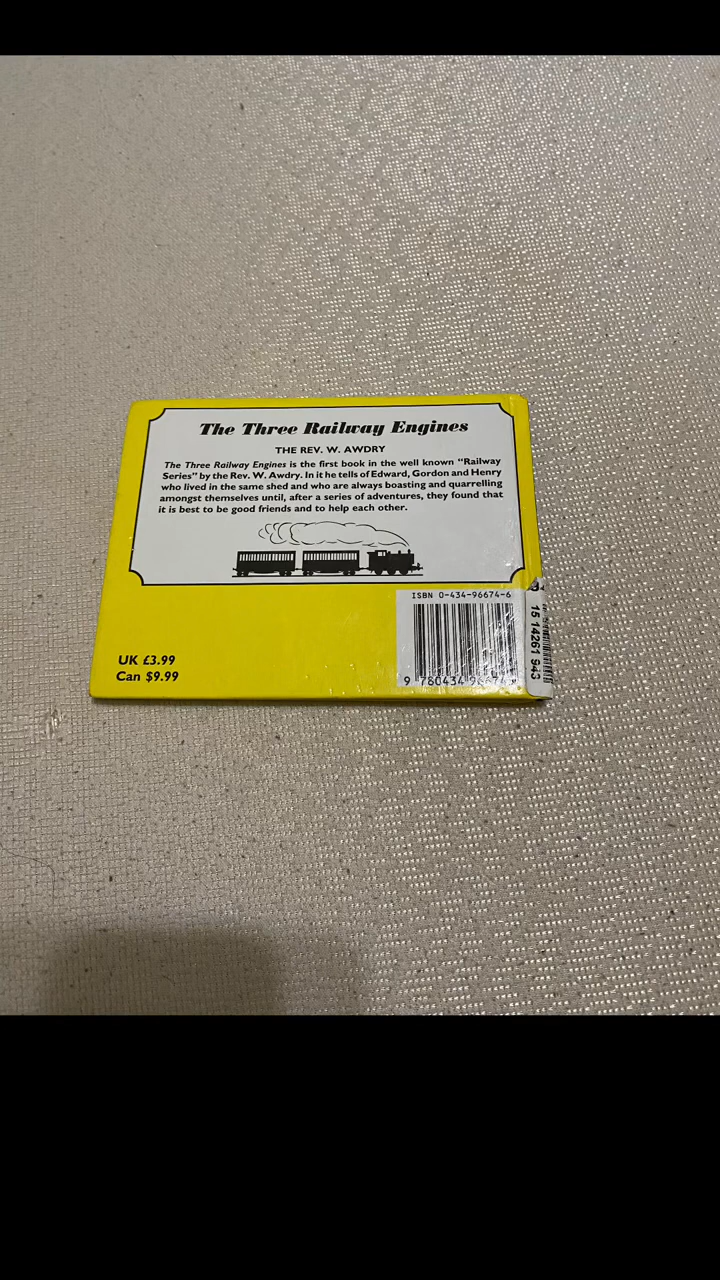 The Three Railway Engines
THE REV. W. AWDRY
The Three Railway Engines is the first book in the well known "Railway
Series" by the Rev. W. Awdry. In it he tells of Edward, Gordon and Henry
who lived in the same shed and who are always boasting and quarrelling
amongst themselves until, after a series of adventures, they found that
it is best to be good friends and to help each other.
ISBN 0-434-96674-6
9 780434 96674
15 14261 943
UK £3.99
Can $9.99